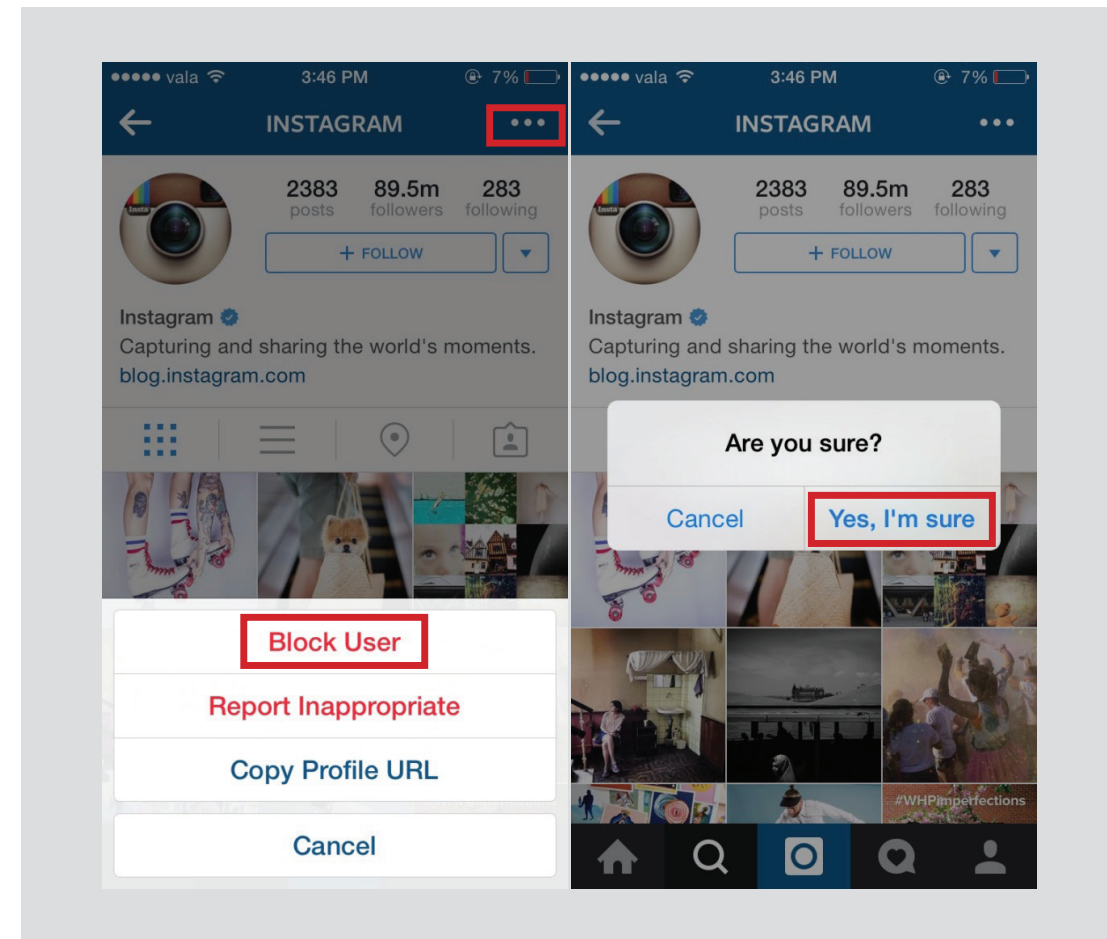 vala 3:46 PM 7%
INSTAGRAM
2383 89.5m 283
posts followers following
Insta
+ FOLLOW
Instagram
Capturing and sharing the world's moments.
blog.instagram.com
Block User
Report Inappropriate
Copy Profile URL
Cancel
vala 3:46 PM 7%
INSTAGRAM
2383 89.5m 283
posts followers following
Insta
+ FOLLOW
Instagram
Capturing and sharing the world's moments.
blog.instagram.com
Are you sure?
Cancel Yes, I'm sure
#WHPimperfections